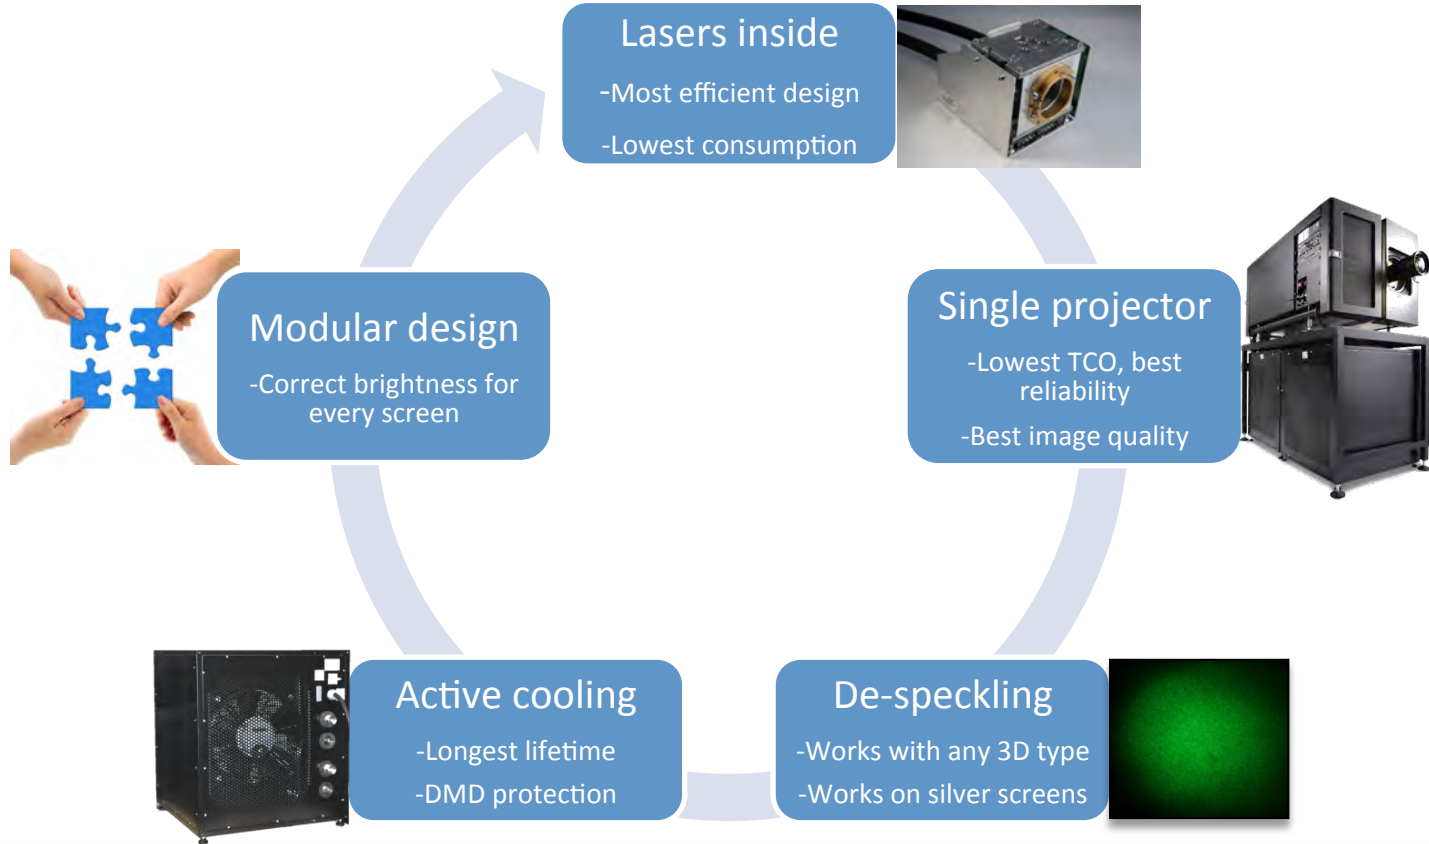 Lasers inside
-Most efficient design
-Lowest consumption
Single projector
-Lowest TCO, best
reliability
-Best image quality
De-speckling
-Works with any 3D type
-Works on silver screens
Active cooling
-Longest lifetime
-DMD protection
Modular design
-Correct brightness for
every screen